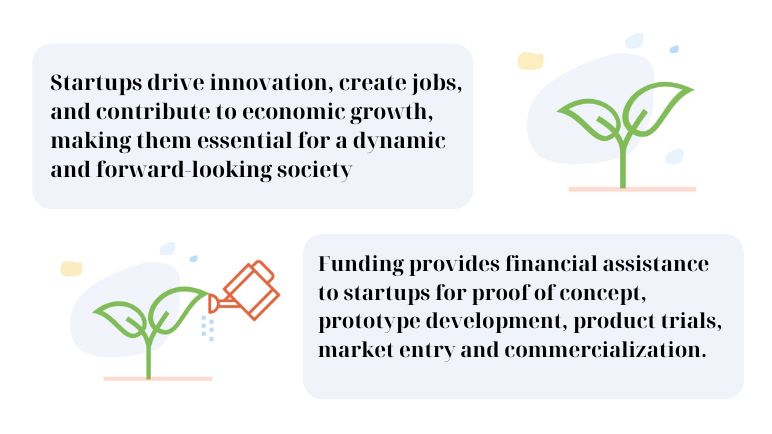 Startups drive innovation, create jobs,
and contribute to economic growth,
making them essential for a dynamic
and forward-looking society
Funding provides financial assistance
to startups for proof of concept,
prototype development, product trials,
market entry and commercialization.